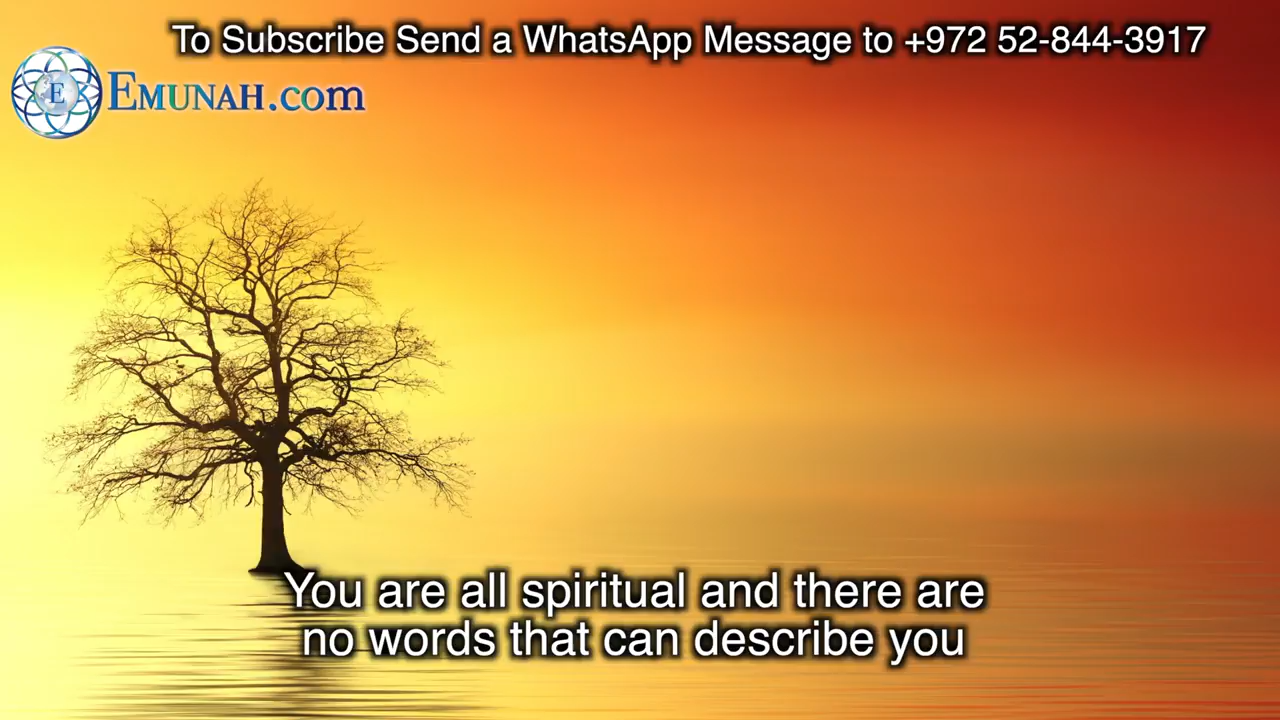 To Subscribe Send a WhatsApp Message to +972 52-844-3917
E EMUNAH.com
You are all spiritual and there are
no words that can describe you